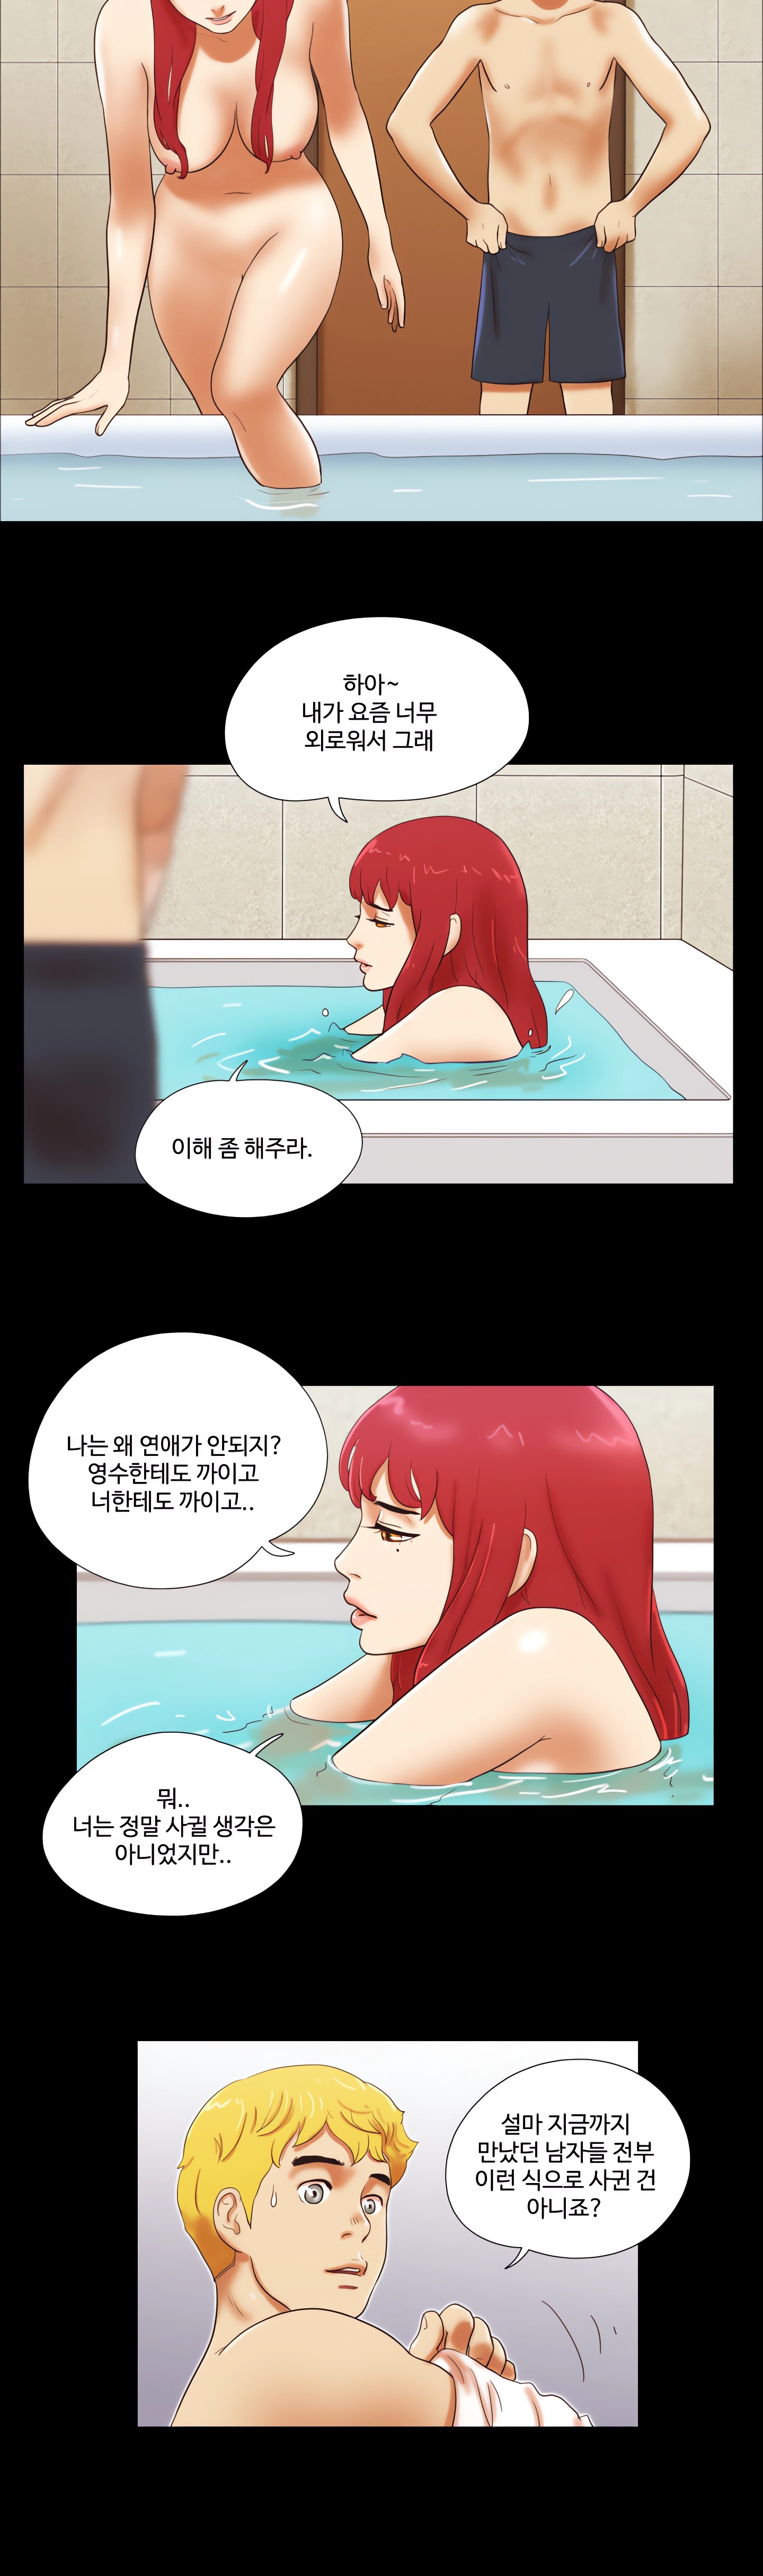 하아~
내가 요즘 너무
외로워서 그래
이해 좀 해주라.
나는 왜 연애가 안되지?
영수한테도 까이고
너한테도 까이고..
뭐..
너는 정말 사귈 생각은
아니었지만..
설마 지금까지
만났던 남자들 전부
이런 식으로 사귄 건
아니죠?